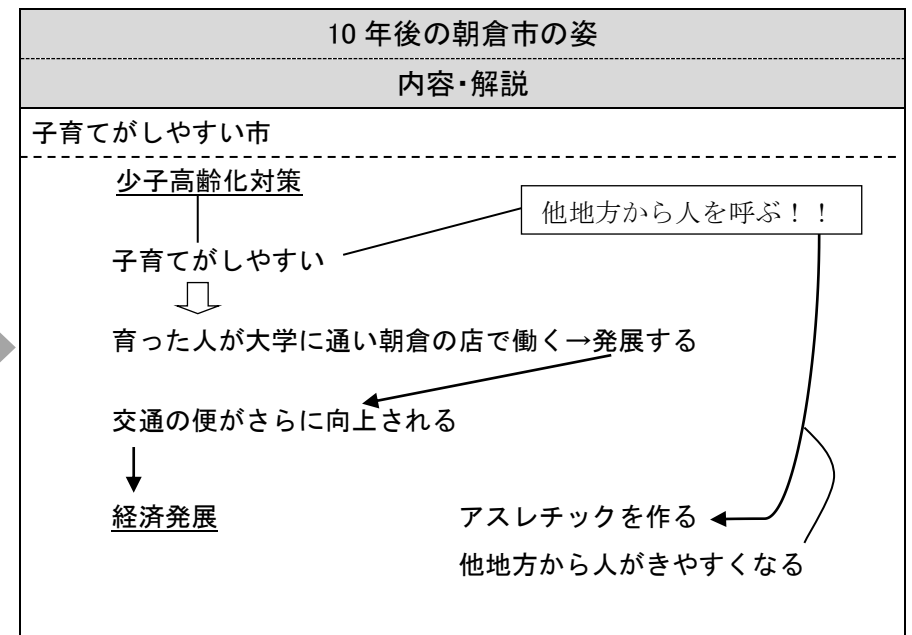 10年後の朝倉市の姿
内容・解説
子育てがしやすい市
少子高齢化対策
他地方から人を呼ぶ！！
子育てがしやすい
育った人が大学に通い朝倉の店で働く→発展する
交通の便がさらに向上される
経済発展
アスレチックを作る
他地方から人がきやすくなる